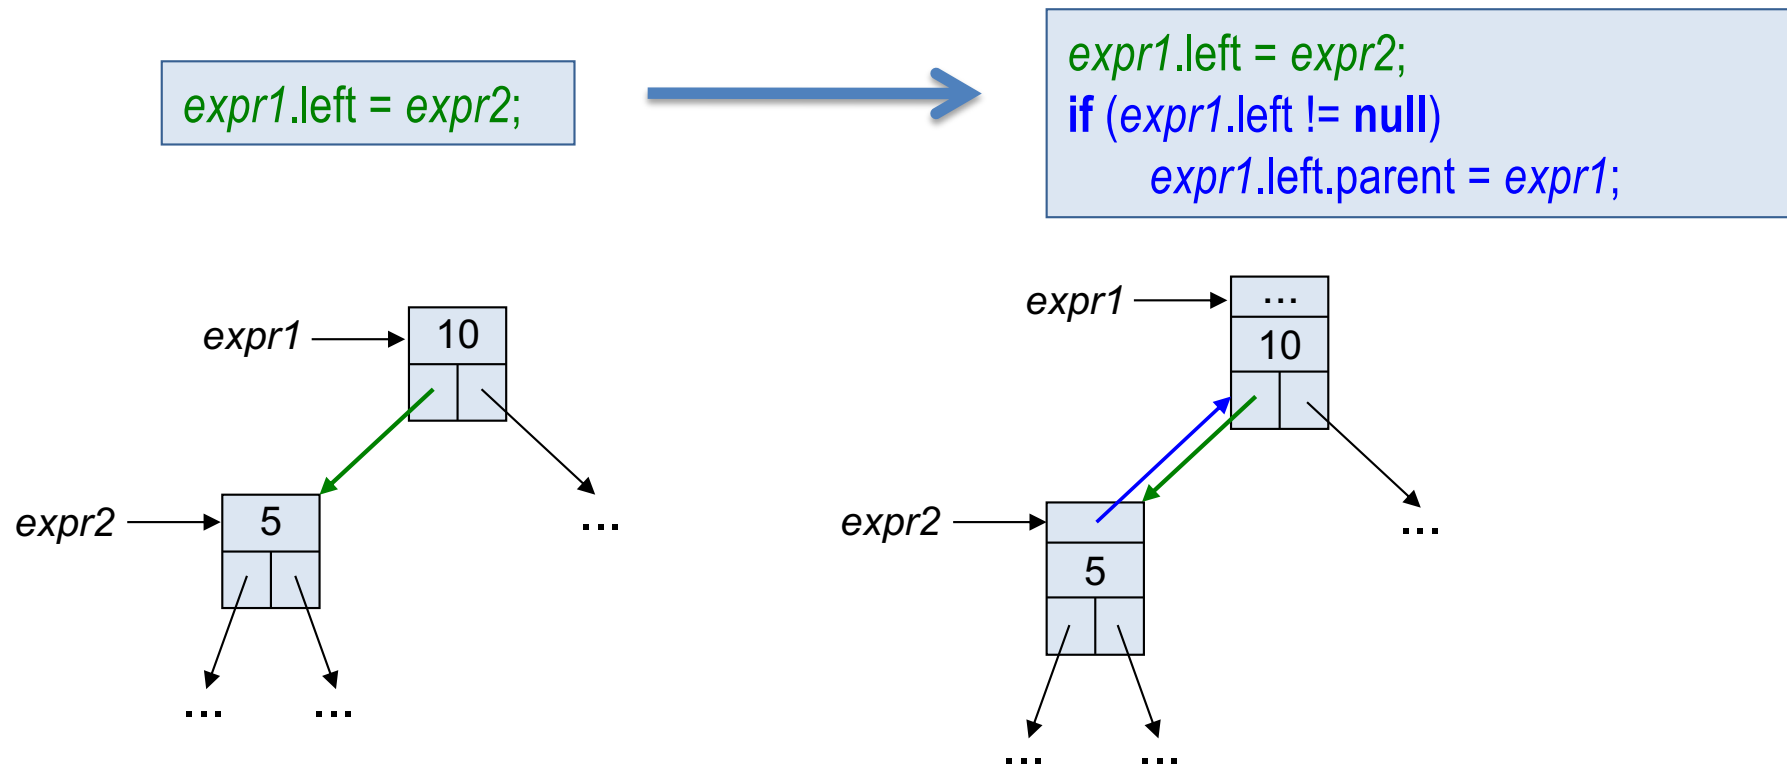 expr1.left = expr2;
expr1.left = expr2;
if (expr1.left != null)
expr1.left.parent = expr1;
expr1
10
expr2
5
...
...
...
expr1
...
10
expr2
5
...
...
...